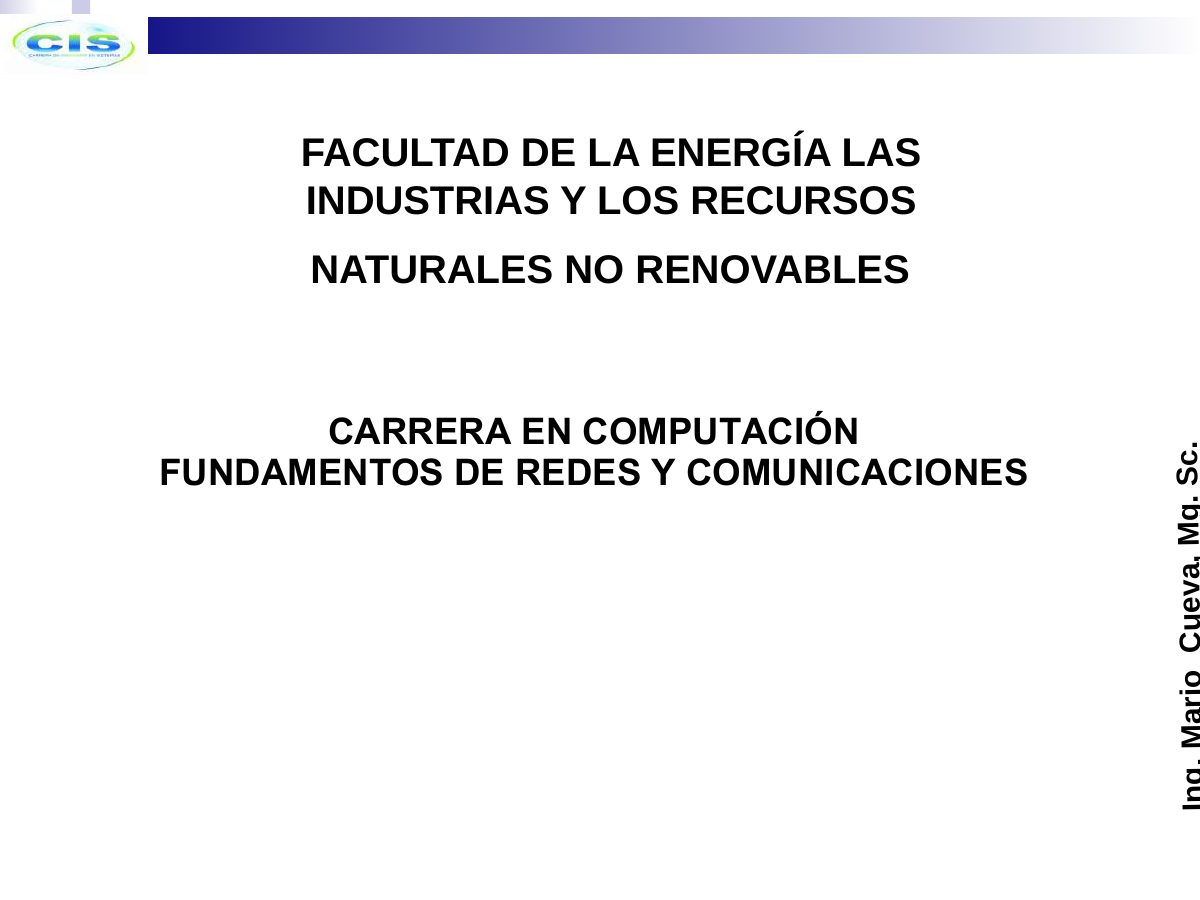 CIS
FACULTAD DE LA ENERGÍA LAS
INDUSTRIAS Y LOS RECURSOS
NATURALES NO RENOVABLES
CARRERA EN COMPUTACIÓN
FUNDAMENTOS DE REDES Y COMUNICACIONES
Ing. Mario Cueva, Mg. Sc.